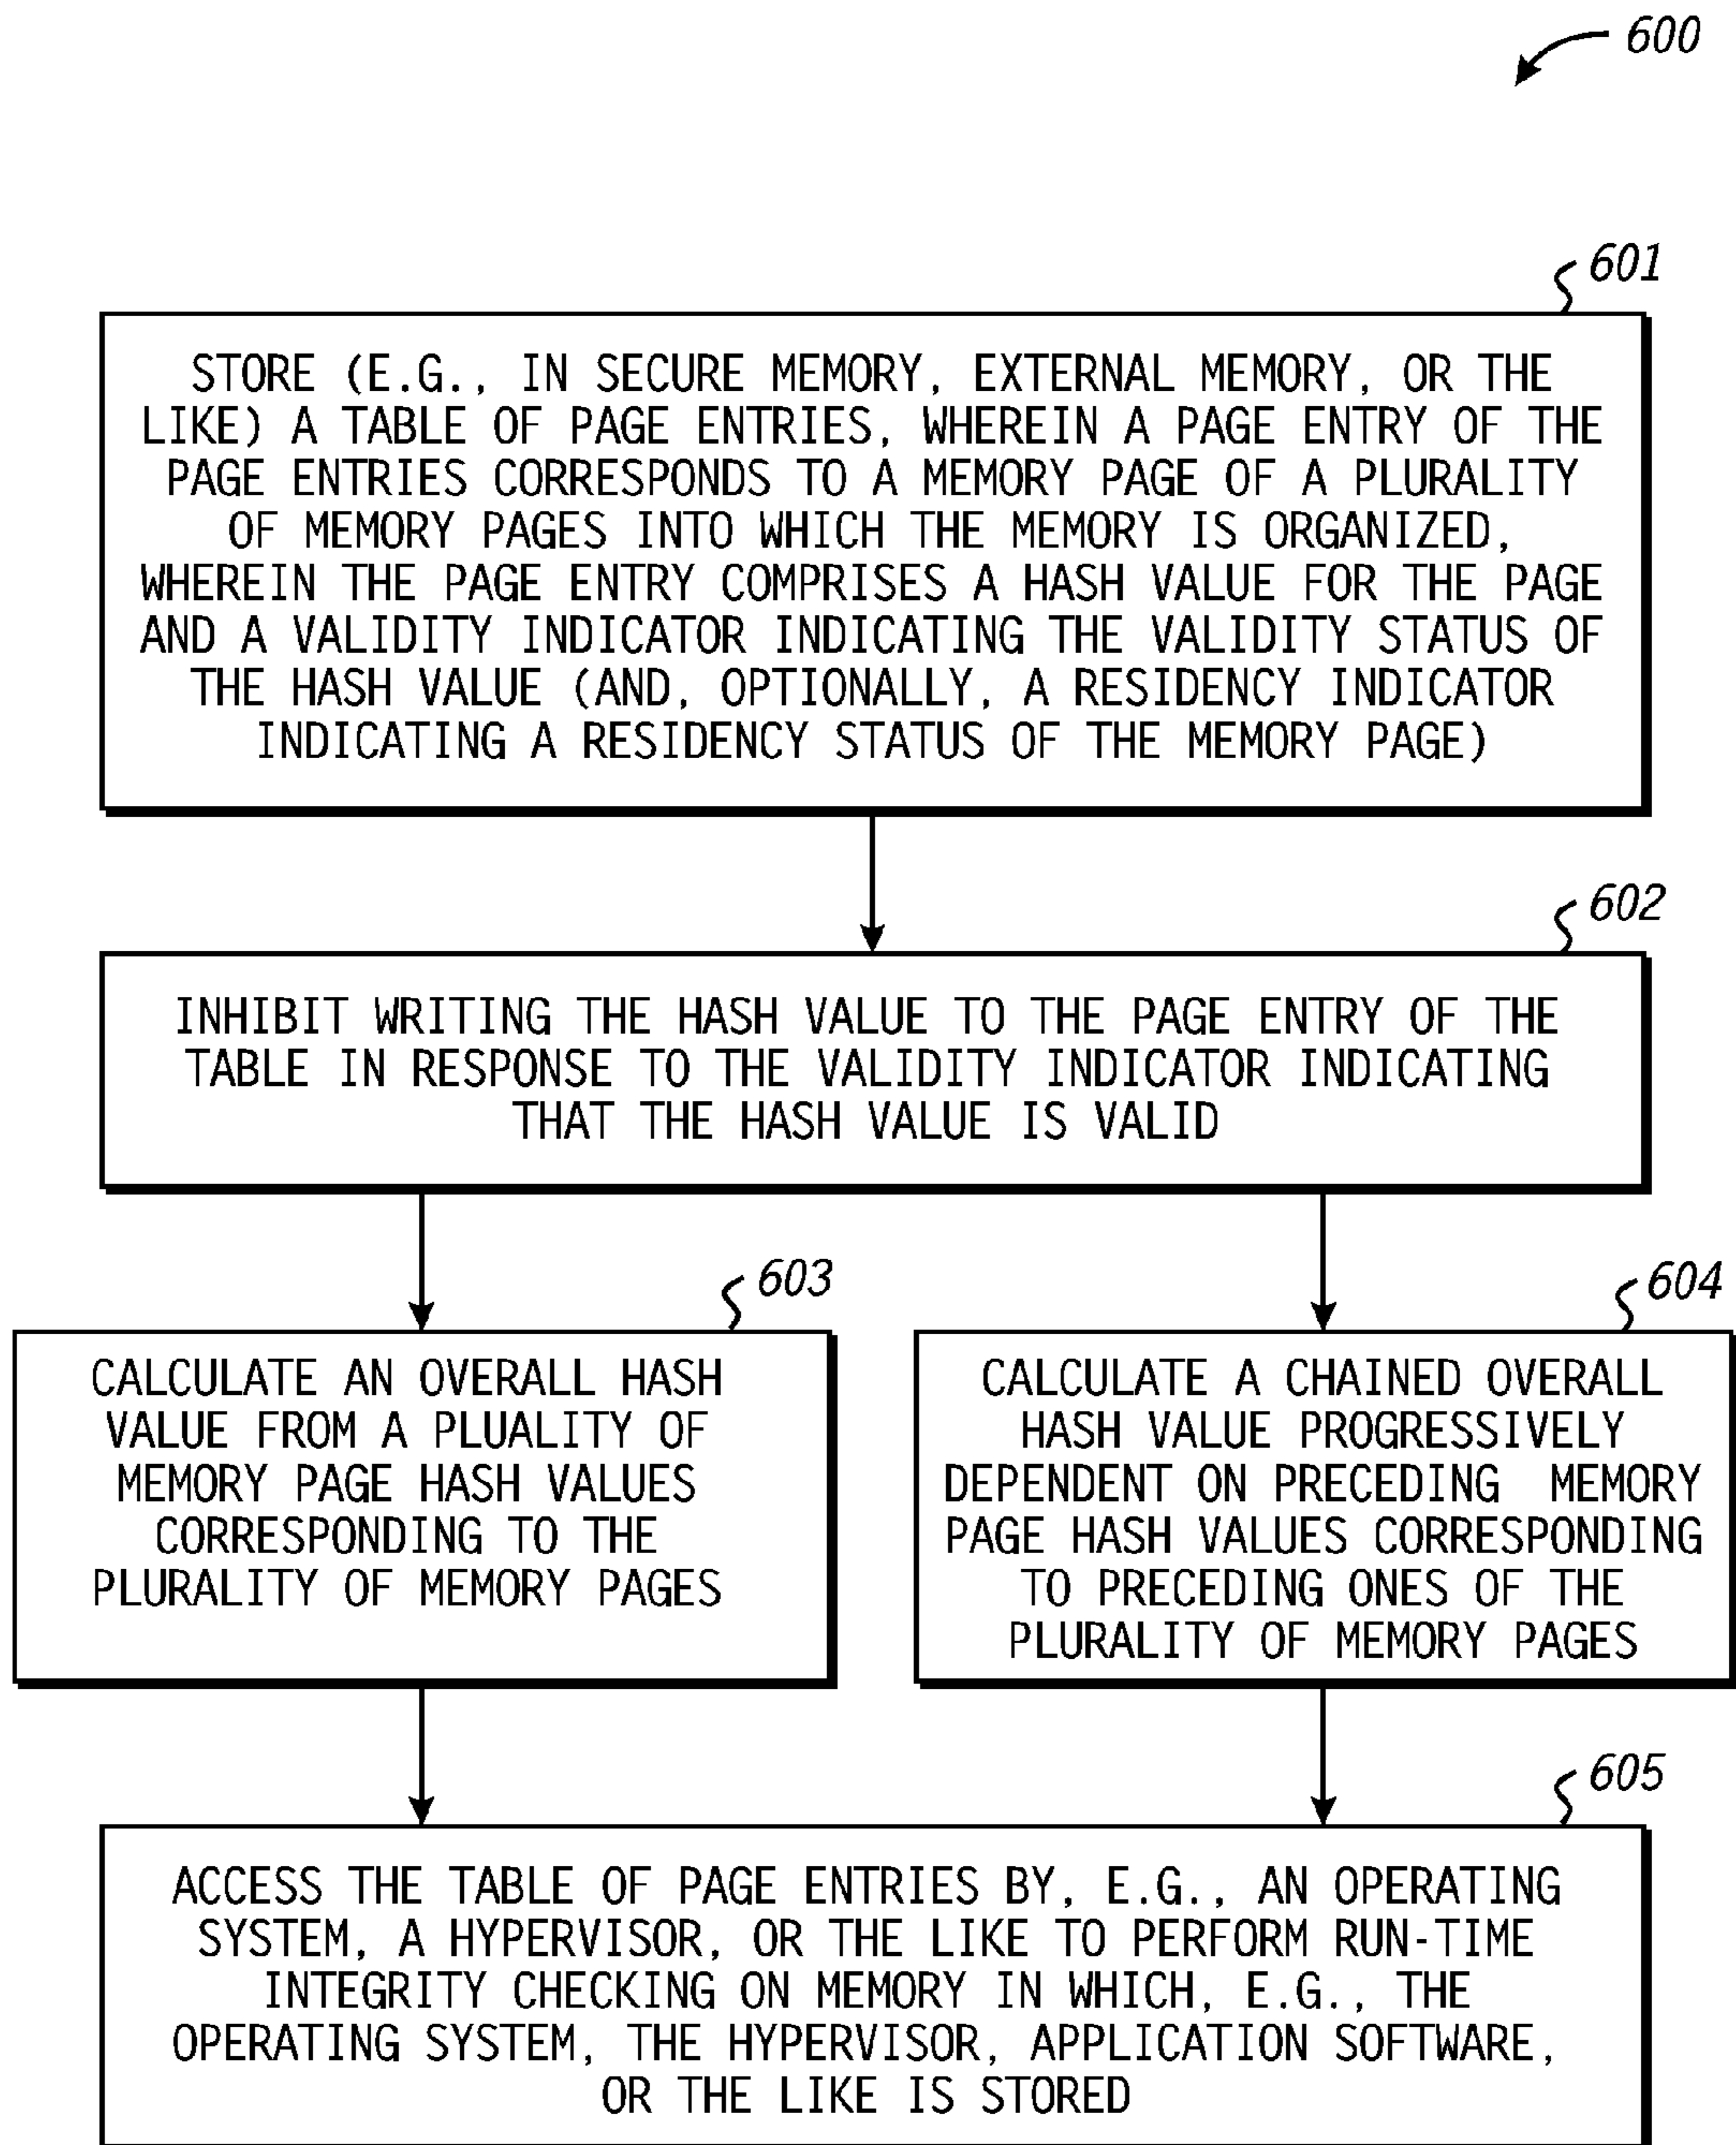 600
601
STORE (E.G., IN SECURE MEMORY, EXTERNAL MEMORY, OR THE
LIKE) A TABLE OF PAGE ENTRIES, WHEREIN A PAGE ENTRY OF THE
PAGE ENTRIES CORRESPONDS TO A MEMORY PAGE OF A PLURALITY
OF MEMORY PAGES INTO WHICH THE MEMORY IS ORGANIZED,
WHEREIN THE PAGE ENTRY COMPRISES A HASH VALUE FOR THE PAGE
AND A VALIDITY INDICATOR INDICATING THE VALIDITY STATUS OF
THE HASH VALUE (AND, OPTIONALLY, A RESIDENCY INDICATOR
INDICATING A RESIDENCY STATUS OF THE MEMORY PAGE)
602
INHIBIT WRITING THE HASH VALUE TO THE PAGE ENTRY OF THE
TABLE IN RESPONSE TO THE VALIDITY INDICATOR INDICATING
THAT THE HASH VALUE IS VALID
603
CALCULATE AN OVERALL HASH
VALUE FROM A PLUALITY OF
MEMORY PAGE HASH VALUES
CORRESPONDING TO THE
PLURALITY OF MEMORY PAGES
604
CALCULATE A CHAINED OVERALL
HASH VALUE PROGRESSIVELY
DEPENDENT ON PRECEDING MEMORY
PAGE HASH VALUES CORRESPONDING
TO PRECEDING ONES OF THE
PLURALITY OF MEMORY PAGES
605
ACCESS THE TABLE OF PAGE ENTRIES BY, E.G., AN OPERATING
SYSTEM, A HYPERVISOR, OR THE LIKE TO PERFORM RUN-TIME
INTEGRITY CHECKING ON MEMORY IN WHICH, E.G., THE
OPERATING SYSTEM, THE HYPERVISOR, APPLICATION SOFTWARE,
OR THE LIKE IS STORED